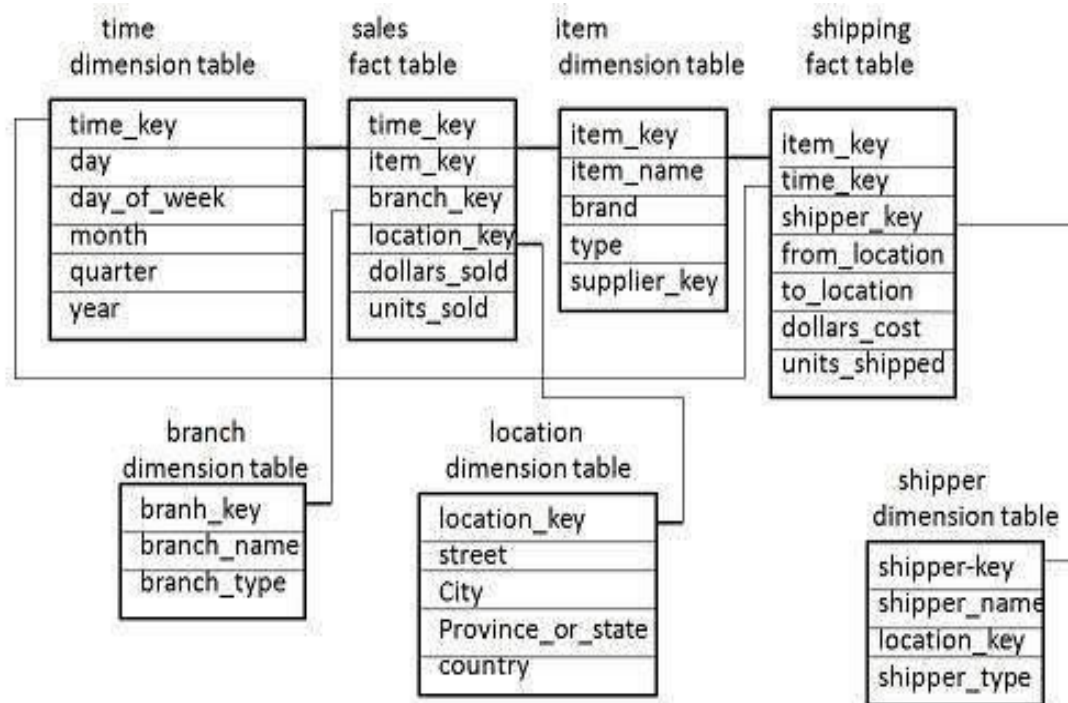 time
dimension table
time_key
day
day_of_week
month
quarter
year
sales
fact table
time_key
item_key
branch_key
location_key
dollars_sold
units_sold
item
dimension table
item_key
item_name
brand
type
supplier_key
shipping
fact table
item_key
time_key
shipper_key
from_location
to_location
dollars_cost
units_shipped
branch
dimension table
branh_key
branch_name
branch_type
location
dimension table
location_key
street
City
Province_or_state
country
shipper
dimension table
shipper-key
shipper_name
location_key
shipper_type